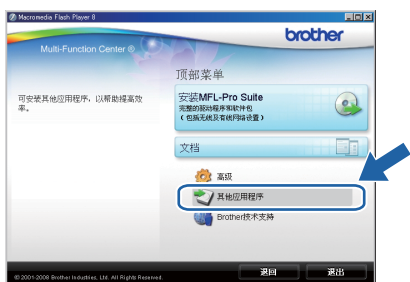 Macromedia Flash Player 8
brother
Multi-Function Center ®
顶部菜单
可安装其他应用程序，以帮助提高效率。
安装MFL-Pro Suite
完整的驱动程序和软件包
（包括无线及有线网络设置）
文档
高级
其他应用程序
Brother技术支持
© 2001-2008 Brother Industries, Ltd. All Rights Reserved.
退回
退出